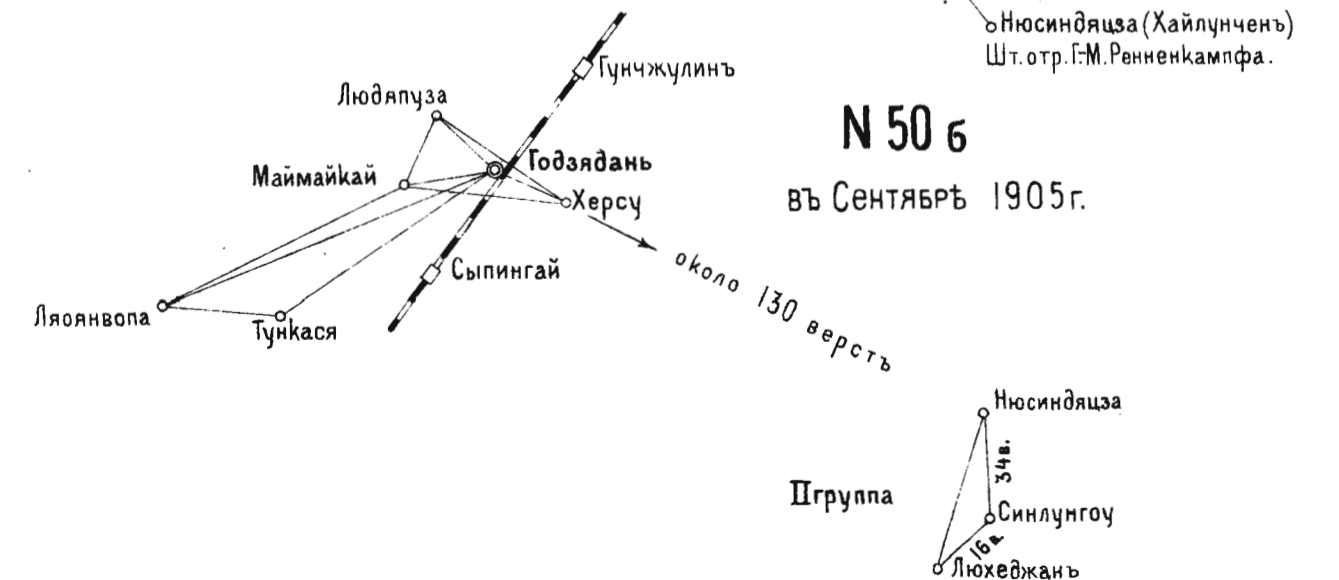 Нюсиндяцза (Хайлунченъ)
Шт. отр. Г.-М. Ренненкампфа.
Гунчжулинъ
Людяпуза
N 50 б
Годзядань
Маймайкай
въ Сентябрѣ 1905 г.
Херсу
Сыпингай
около 130 верстъ
Ляоянвопа
Тункася
Нюсиндяцза
34 в.
II группа
Синлунгоу
16 в.
Люхеджанъ